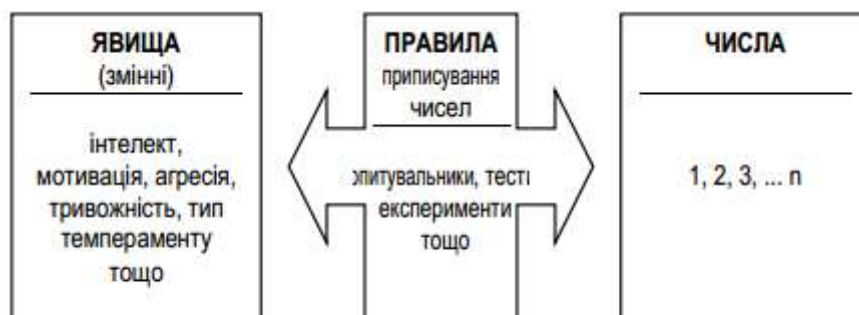 ЯВИЩА
(змінні)
інтелект,
мотивація, агресія,
тривожність, тип
темпераменту
тощо
ПРАВИЛА
приписування
чисел
експерименти
тощо
ЧИСЛА
1, 2, 3, ... n